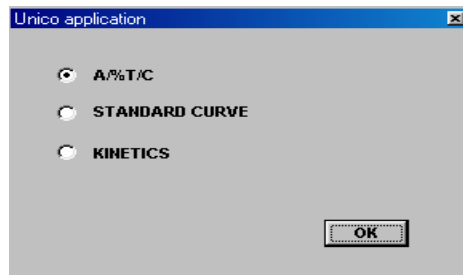 Unico application
A/%T/C
STANDARD CURVE
KINETICS
OK